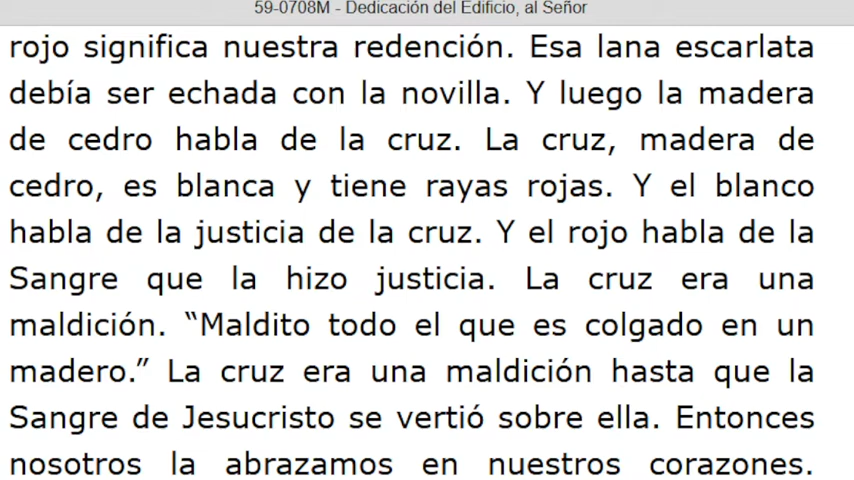 59-0708M - Dedicación del Edificio, al Señor
rojo significa nuestra redención. Esa lana escarlata
debía ser echada con la novilla. Y luego la madera
de cedro habla de la cruz. La cruz, madera de
cedro, es blanca y tiene rayas rojas. Y el blanco
habla de la justicia de la cruz. Y el rojo habla de la
Sangre que la hizo justicia. La cruz era una
maldición. “Maldito todo el que es colgado en un
madero.” La cruz era una maldición hasta que la
Sangre de Jesucristo se vertió sobre ella. Entonces
nosotros la abrazamos en nuestros corazones.